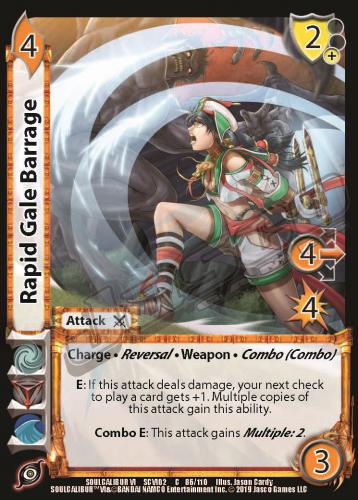 4
2
+
Rapid Gale Barrage
4
4
Attack
Charge • Reversal • Weapon • Combo (Combo)
E: If this attack deals damage, your next check
to play a card gets +1. Multiple copies of
this attack gain this ability.
Combo E: This attack gains Multiple: 2.
3
SOULCALIBUR VI SCVI02 C 86/110 Illus. Jason Cardy
SOULCALIBUR™VI&©BANDAI NAMCO Entertainment Inc. © 2019 Jasco Games LLC